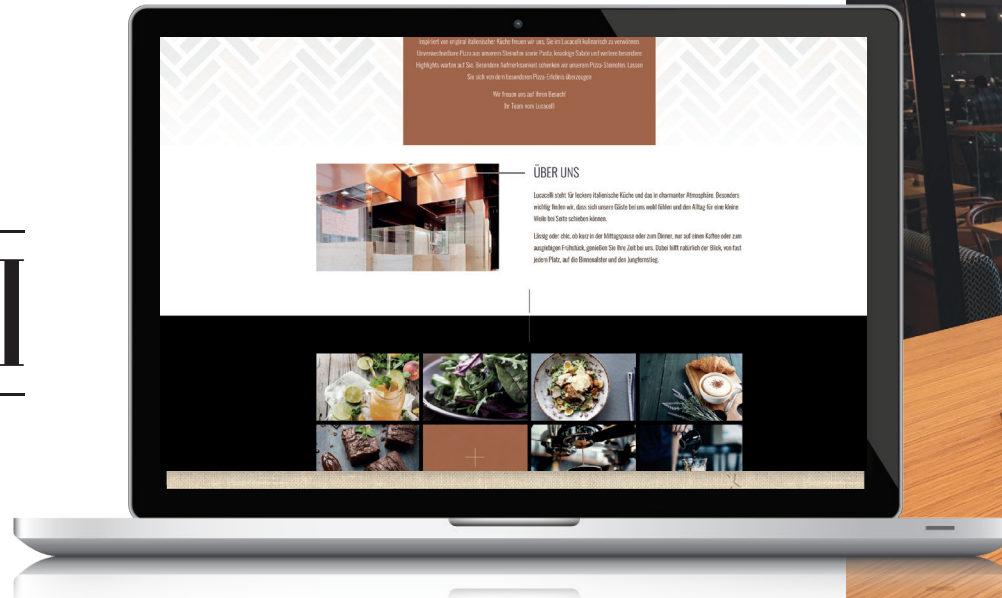 Inspiriert von original italienischer Küche freuen wir uns, Sie im Lucacelli kulinarisch zu verwöhnen.
Unverwechselbare Pizza aus unserem Steinofen sowie Pasta, knackige Salate und weitere besondere
Highlights warten auf Sie. Besondere Aufmerksamkeit schenken wir unserem Pizza-Steinofen. Lassen
Sie sich von dem besonderen Pizza-Erlebnis überzeugen
Wir freuen uns auf Ihren Besuch!
Ihr Team vom Lucacelli
ÜBER UNS
Lucacelli steht für leckere italienische Küche und das in charmanter Atmosphäre. Besonders
wichtig finden wir, dass sich unsere Gäste bei uns wohl fühlen und den Alltag für eine kleine
Weile bei Seite schieben können.
Lässig oder chic, ob kurz in der Mittagspause oder zum Dinner, nur auf einen Kaffee oder zum
ausgiebigen Frühstück, genießen Sie Ihre Zeit bei uns. Dabei hilft natürlich der Blick, von fast
jedem Platz, auf die Binnenalster und den Jungfernstieg.